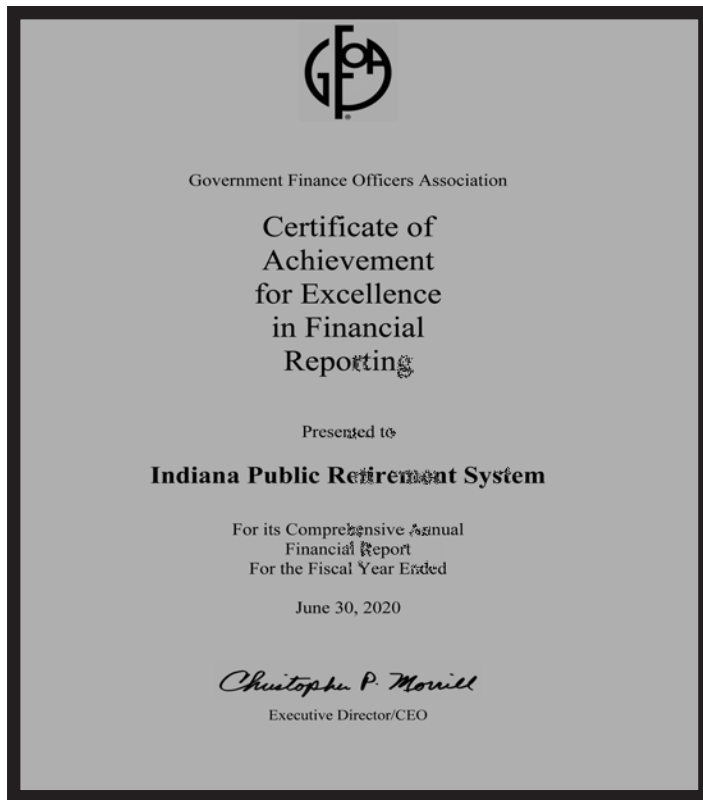 GFOA
Government Finance Officers Association
Certificate of
Achievement
for Excellence
in Financial
Reporting
Presented to
Indiana Public Retirement System
For its Comprehensive Annual
Financial Report
For the Fiscal Year Ended
June 30, 2020
Christopher P. Morrill
Executive Director/CEO